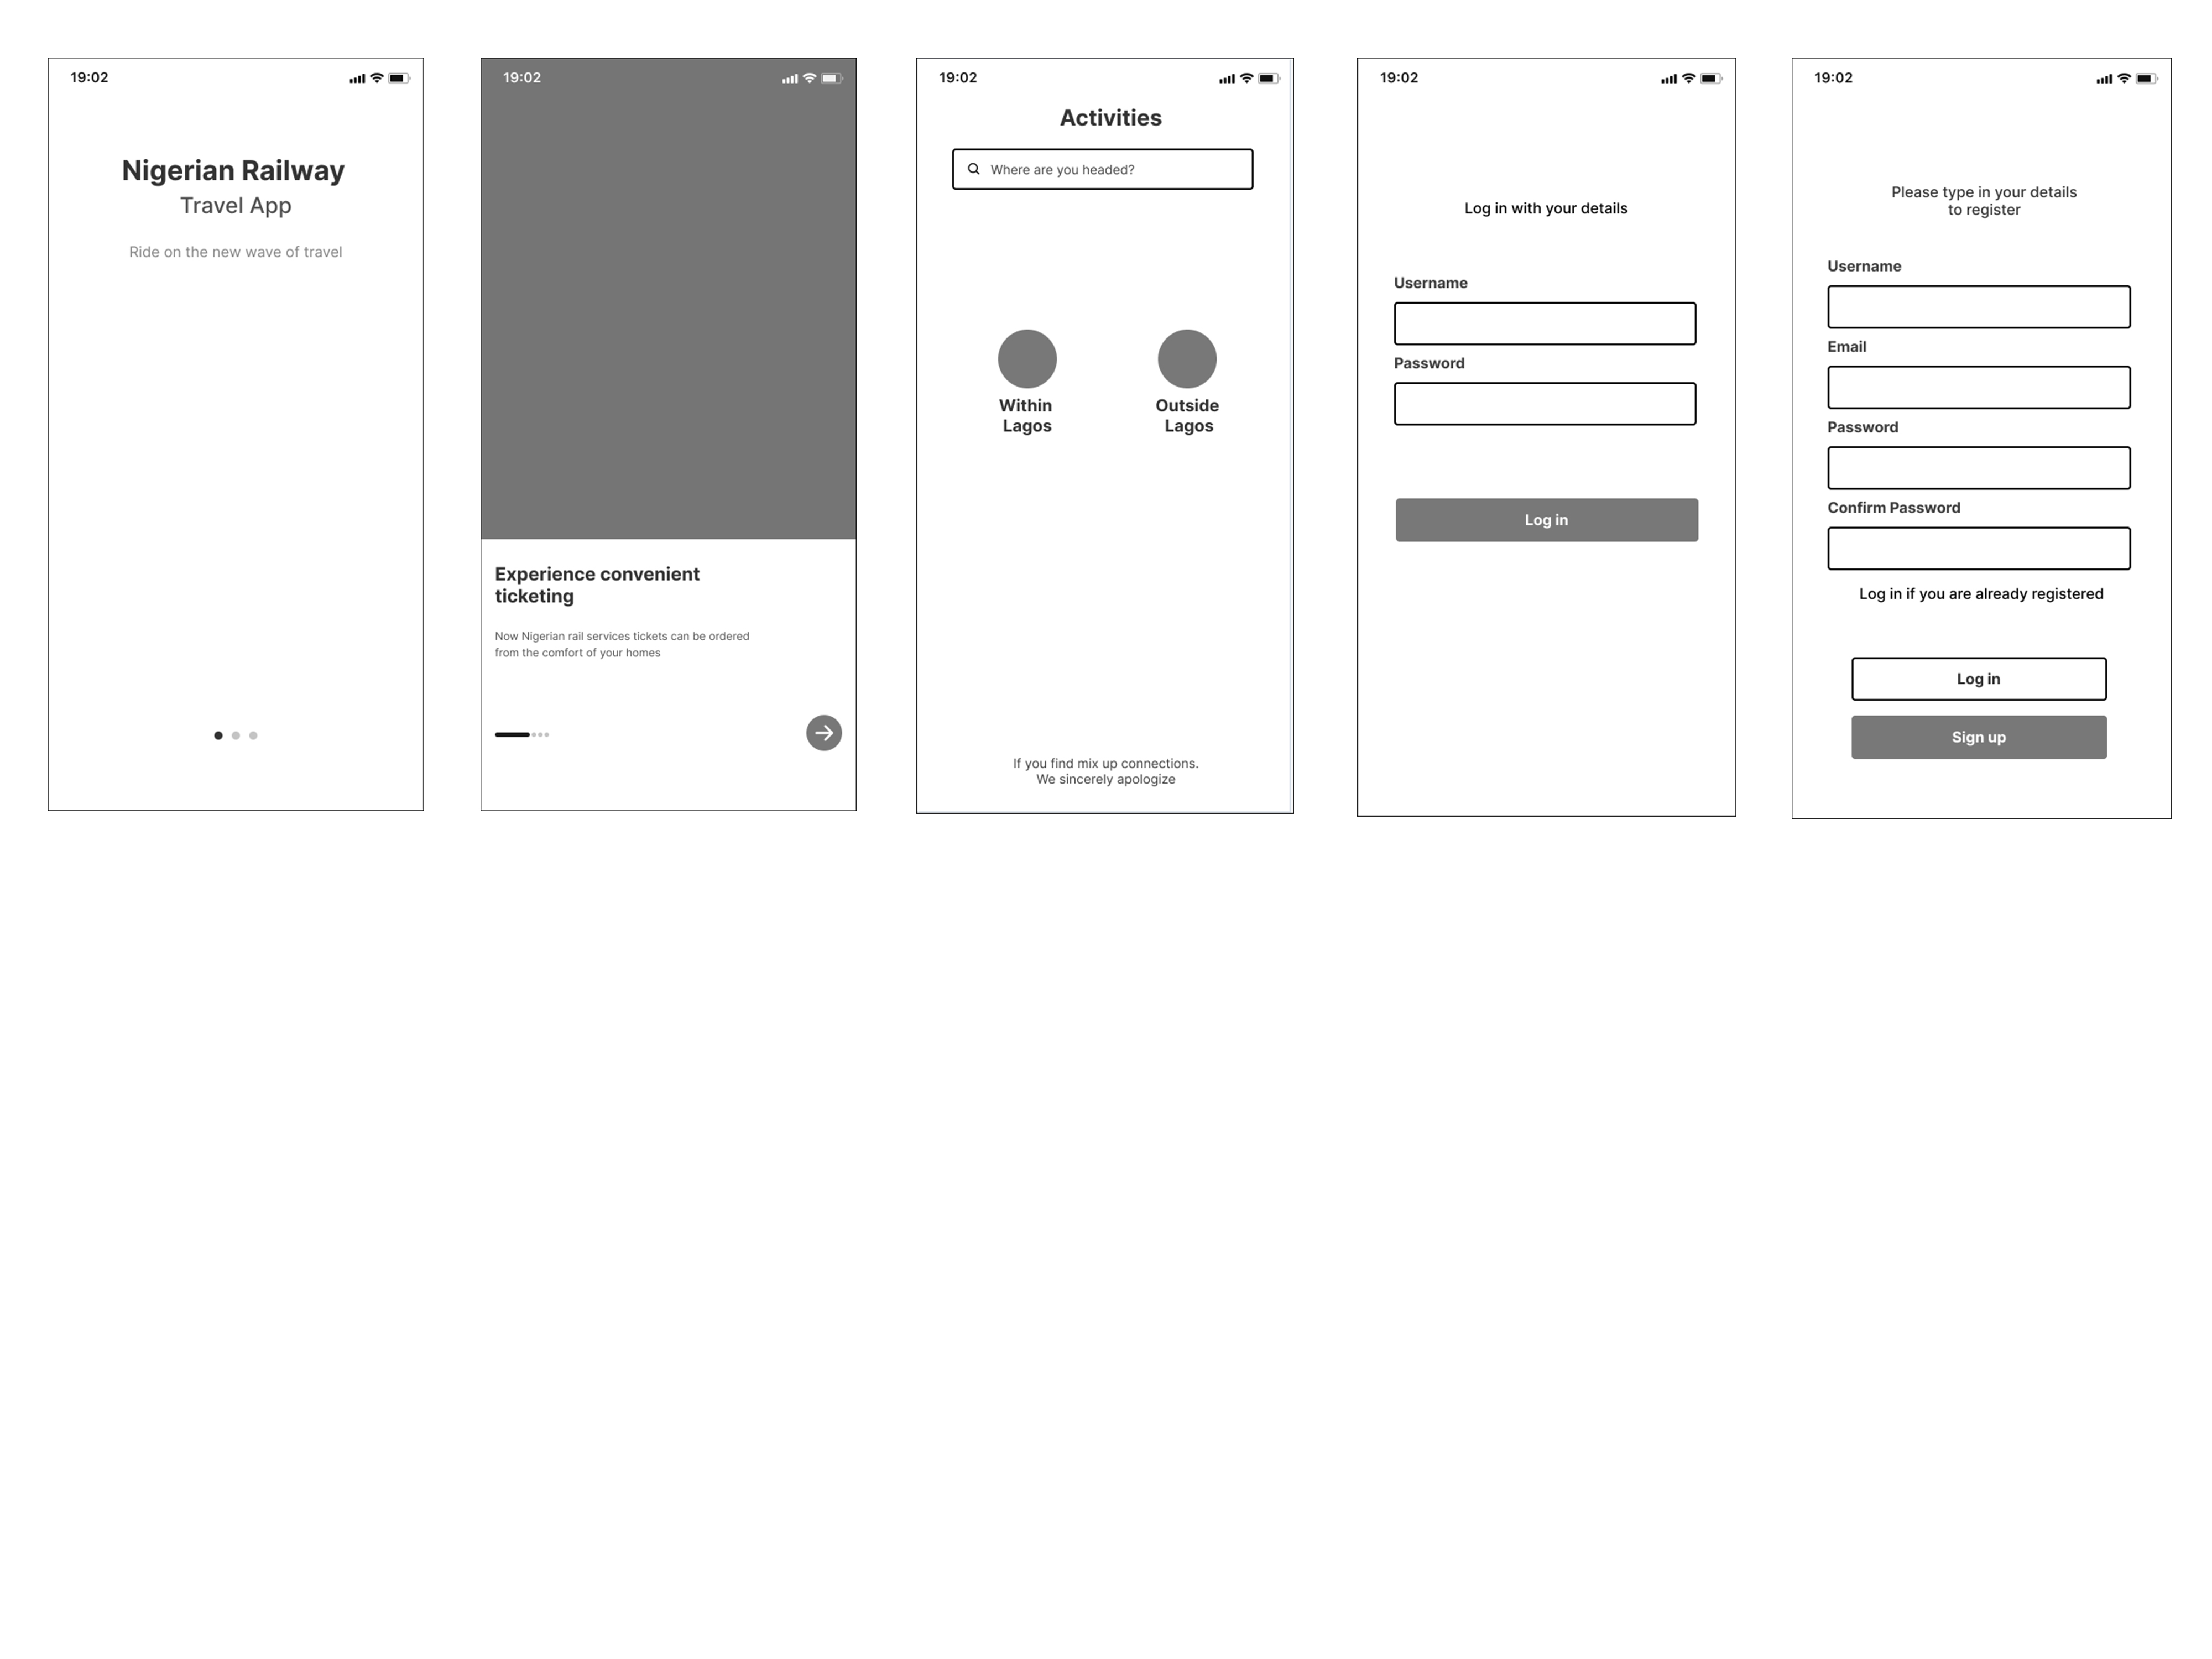 19:02
Nigerian Railway
Travel App
Ride on the new wave of travel
19:02
Experience convenient
ticketing
Now Nigerian rail services tickets can be ordered
from the comfort of your homes
19:02
Activities
Where are you headed?
Within
Lagos
Outside
Lagos
If you find mix up connections.
We sincerely apologize
19:02
Log in with your details
Username
Password
Log in
19:02
Please type in your details
to register
Username
Email
Password
Confirm Password
Log in if you are already registered
Log in
Sign up